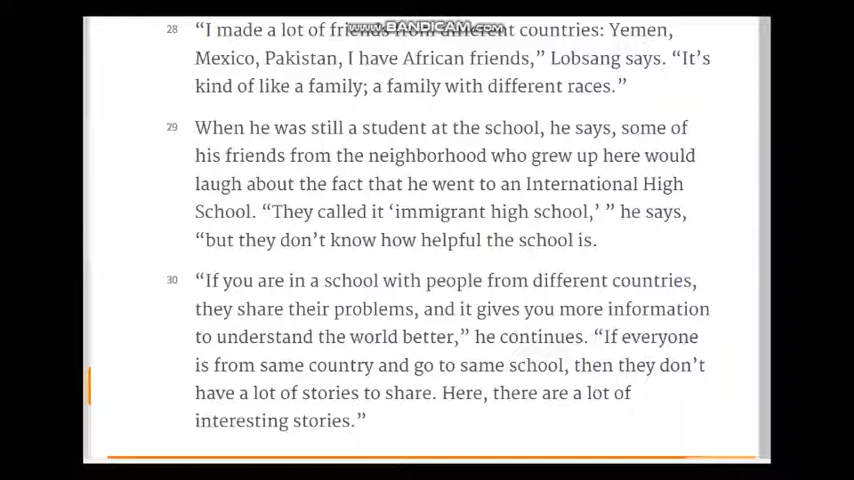 www.BANDICAM.com
28 “I made a lot of friends from different countries: Yemen,
Mexico, Pakistan, I have African friends,” Lobsang says. “It’s
kind of like a family; a family with different races.”
29 When he was still a student at the school, he says, some of
his friends from the neighborhood who grew up here would
laugh about the fact that he went to an International High
School. “They called it ‘immigrant high school,’ ” he says,
“but they don’t know how helpful the school is.
30 “If you are in a school with people from different countries,
they share their problems, and it gives you more information
to understand the world better,” he continues. “If everyone
is from same country and go to same school, then they don’t
have a lot of stories to share. Here, there are a lot of
interesting stories.”